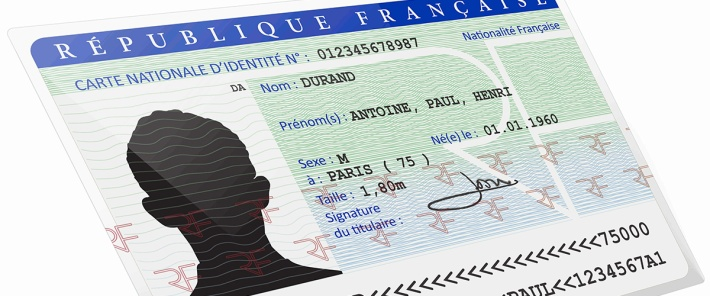 RÉPUBLIQUE FRANÇAISE
CARTE NATIONALE D'IDENTITÉ N° : 012345678987 Nationalité Française
DA Nom : DURAND
Prénom(s) : ANTOINE, PAUL, HENRI
Sexe : M Né(e) le : 01.01.1960
à : PARIS ( 75 )
Taille : 1,80m
Signature
du titulaire :
<<<<<<<<<<<<<<<<<<<<75000
PAUL<<1234567A1